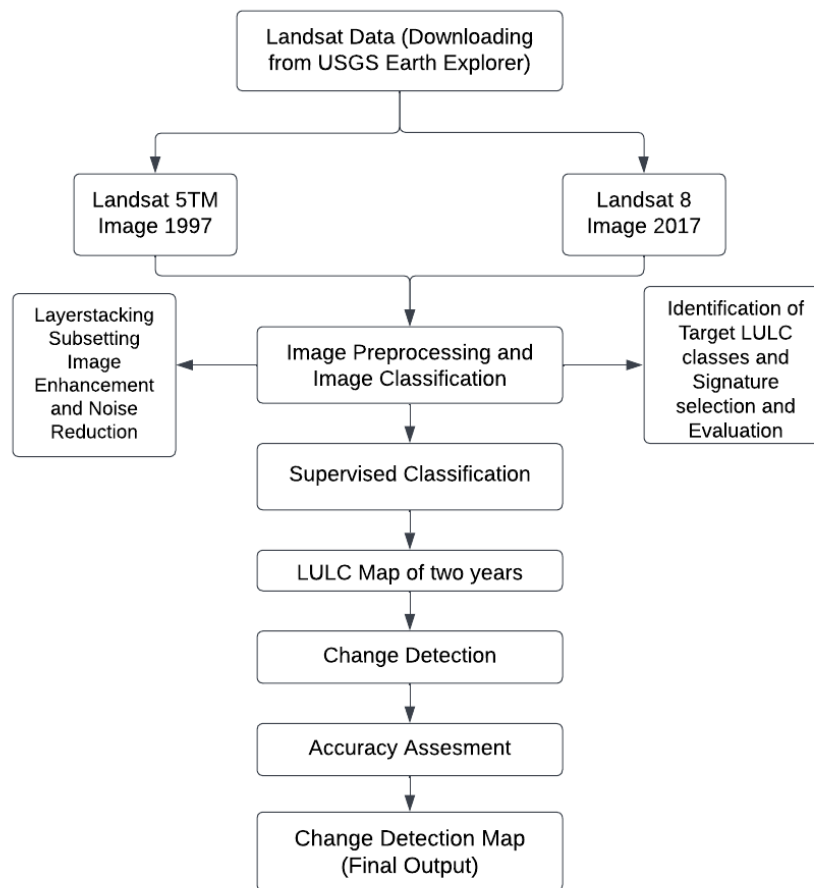 Landsat Data (Downloading
from USGS Earth Explorer)
Landsat 5TM
Image 1997
Landsat 8
Image 2017
Layerstacking
Subsetting
Image
Enhancement
and Noise
Reduction
Image Preprocessing and
Image Classification
Identification of
Target LULC
classes and
Signature
selection and
Evaluation
Supervised Classification
LULC Map of two years
Change Detection
Accuracy Assesment
Change Detection Map
(Final Output)